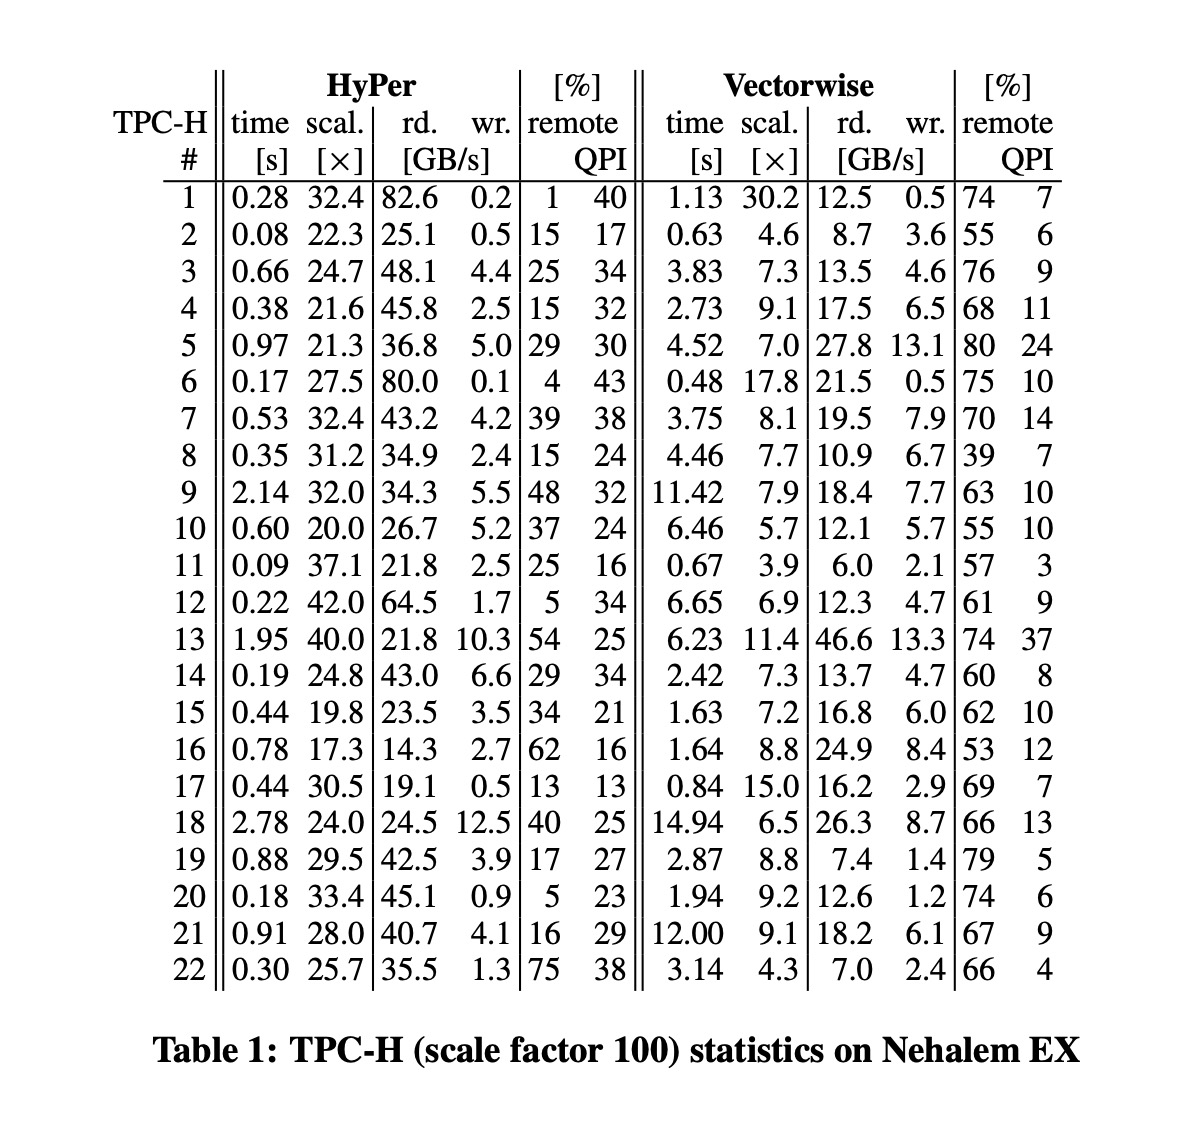 HyPer [%] Vectorwise [%]
TPC-H time scal. rd. wr. remote time scal. rd. wr. remote
# [s] [×] [GB/s] QPI [s] [×] [GB/s] QPI
1 0.28 32.4 82.6 0.2 1 40 1.13 30.2 12.5 0.5 74 7
2 0.08 22.3 25.1 0.5 15 17 0.63 4.6 8.7 3.6 55 6
3 0.66 24.7 48.1 4.4 25 34 3.83 7.3 13.5 4.6 76 9
4 0.38 21.6 45.8 2.5 15 32 2.73 9.1 17.5 6.5 68 11
5 0.97 21.3 36.8 5.0 29 30 4.52 7.0 27.8 13.1 80 24
6 0.17 27.5 80.0 0.1 4 43 0.48 17.8 21.5 0.5 75 10
7 0.53 32.4 43.2 4.2 39 38 3.75 8.1 19.5 7.9 70 14
8 0.35 31.2 34.9 2.4 15 24 4.46 7.7 10.9 6.7 39 7
9 2.14 32.0 34.3 5.5 48 32 11.42 7.9 18.4 7.7 63 10
10 0.60 20.0 26.7 5.2 37 24 6.46 5.7 12.1 5.7 55 10
11 0.09 37.1 21.8 2.5 25 16 0.67 3.9 6.0 2.1 57 3
12 0.22 42.0 64.5 1.7 5 34 6.65 6.9 12.3 4.7 61 9
13 1.95 40.0 21.8 10.3 54 25 6.23 11.4 46.6 13.3 74 37
14 0.19 24.8 43.0 6.6 29 34 2.42 7.3 13.7 4.7 60 8
15 0.44 19.8 23.5 3.5 34 21 1.63 7.2 16.8 6.0 62 10
16 0.78 17.3 14.3 2.7 62 16 1.64 8.8 24.9 8.4 53 12
17 0.44 30.5 19.1 0.5 13 13 0.84 15.0 16.2 2.9 69 7
18 2.78 24.0 24.5 12.5 40 25 14.94 6.5 26.3 8.7 66 13
19 0.88 29.5 42.5 3.9 17 27 2.87 8.8 7.4 1.4 79 5
20 0.18 33.4 45.1 0.9 5 23 1.94 9.2 12.6 1.2 74 6
21 0.91 28.0 40.7 4.1 16 29 12.00 9.1 18.2 6.1 67 9
22 0.30 25.7 35.5 1.3 75 38 3.14 4.3 7.0 2.4 66 4
Table 1: TPC-H (scale factor 100) statistics on Nehalem EX